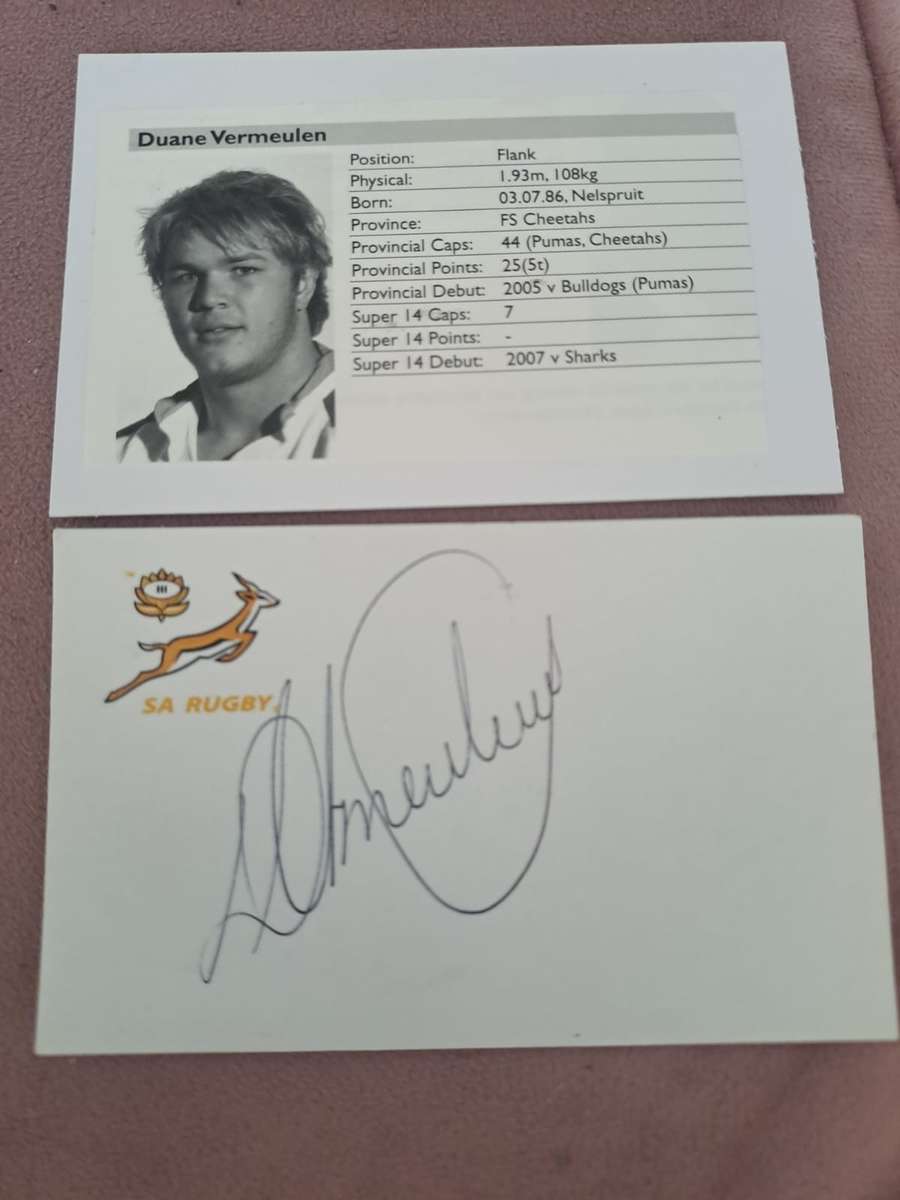 Duane Vermeulen
Position: Flank
Physical: 1.93m, 108kg
Born: 03.07.86, Nelspruit
Province: FS Cheetahs
Provincial Caps: 44 (Pumas, Cheetahs)
Provincial Points: 25(5t)
Provincial Debut: 2005 v Bulldogs (Pumas)
Super 14 Caps: 7
Super 14 Points: -
Super 14 Debut: 2007 v Sharks
SA RUGBY